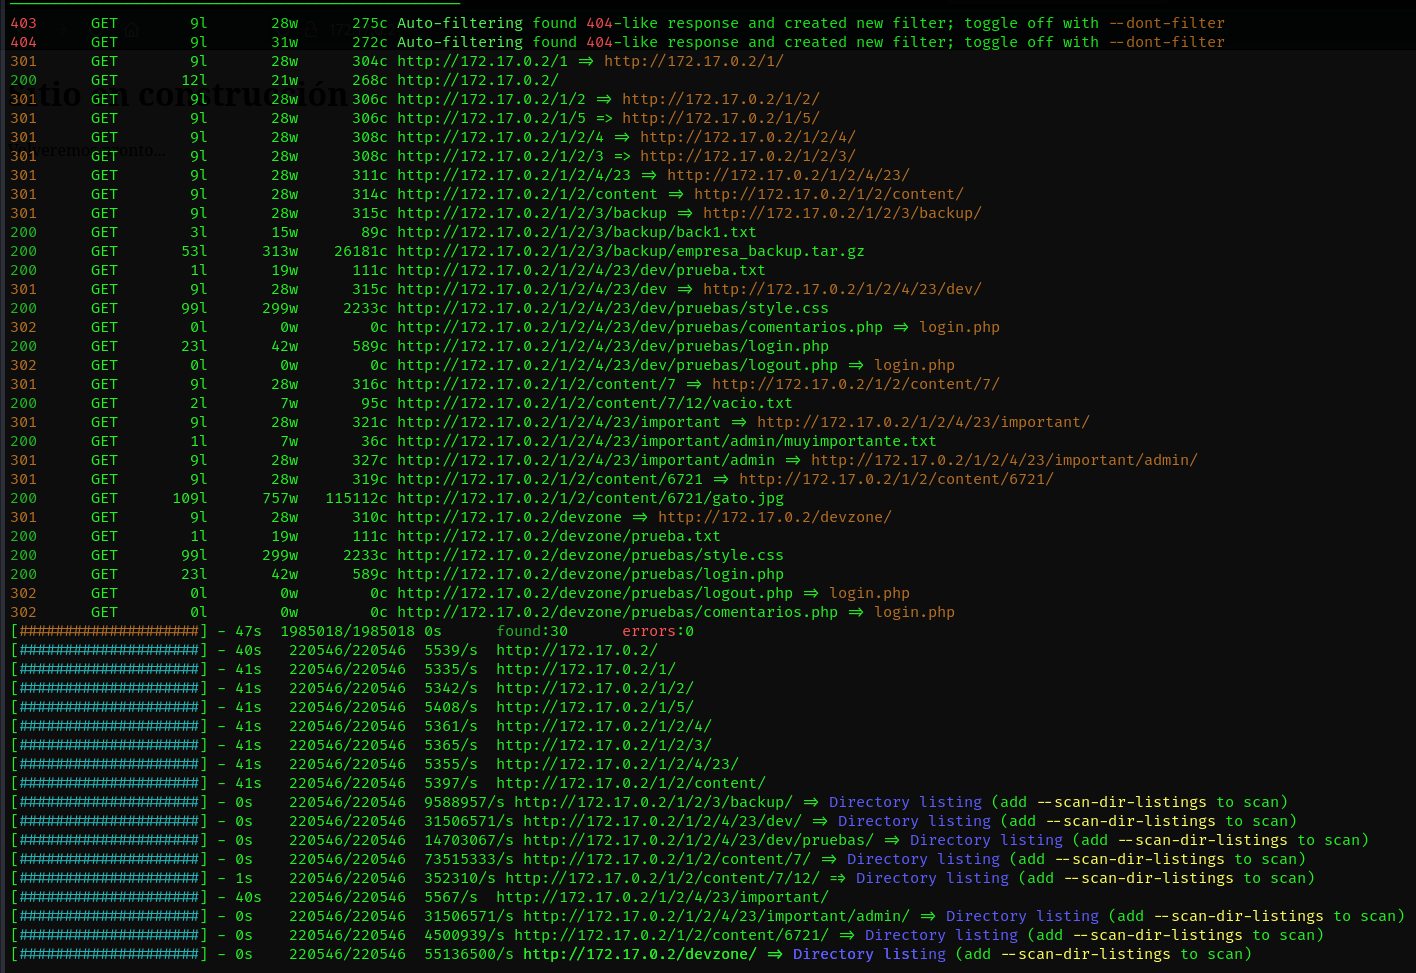 403 GET 9l 28w 275c Auto-filtering found 404-like response and created new filter; toggle off with --dont-filter
404 GET 9l 31w 272c Auto-filtering found 404-like response and created new filter; toggle off with --dont-filter
301 GET 9l 28w 304c http://172.17.0.2/1 => http://172.17.0.2/1/
200 GET 12l 21w 268c http://172.17.0.2/
301 GET 9l 28w 306c http://172.17.0.2/1/2 => http://172.17.0.2/1/2/
301 GET 9l 28w 306c http://172.17.0.2/1/5 => http://172.17.0.2/1/5/
301 GET 9l 28w 308c http://172.17.0.2/1/2/4 => http://172.17.0.2/1/2/4/
301 GET 9l 28w 308c http://172.17.0.2/1/2/3 => http://172.17.0.2/1/2/3/
301 GET 9l 28w 311c http://172.17.0.2/1/2/4/23 => http://172.17.0.2/1/2/4/23/
301 GET 9l 28w 314c http://172.17.0.2/1/2/content => http://172.17.0.2/1/2/content/
301 GET 9l 28w 315c http://172.17.0.2/1/2/3/backup => http://172.17.0.2/1/2/3/backup/
200 GET 3l 15w 89c http://172.17.0.2/1/2/3/backup/back1.txt
200 GET 53l 313w 26181c http://172.17.0.2/1/2/3/backup/empresa_backup.tar.gz
200 GET 1l 19w 111c http://172.17.0.2/1/2/4/23/dev/prueba.txt
301 GET 9l 28w 315c http://172.17.0.2/1/2/4/23/dev => http://172.17.0.2/1/2/4/23/dev/
200 GET 99l 299w 2233c http://172.17.0.2/1/2/4/23/dev/pruebas/style.css
302 GET 0l 0w 0c http://172.17.0.2/1/2/4/23/dev/pruebas/comentarios.php => login.php
200 GET 23l 42w 589c http://172.17.0.2/1/2/4/23/dev/pruebas/login.php
302 GET 0l 0w 0c http://172.17.0.2/1/2/4/23/dev/pruebas/logout.php => login.php
301 GET 9l 28w 316c http://172.17.0.2/1/2/content/7 => http://172.17.0.2/1/2/content/7/
200 GET 2l 7w 95c http://172.17.0.2/1/2/content/7/12/vacio.txt
301 GET 9l 28w 321c http://172.17.0.2/1/2/4/23/important => http://172.17.0.2/1/2/4/23/important/
200 GET 1l 7w 36c http://172.17.0.2/1/2/4/23/important/admin/muyimportante.txt
301 GET 9l 28w 327c http://172.17.0.2/1/2/4/23/important/admin => http://172.17.0.2/1/2/4/23/important/admin/
301 GET 9l 28w 319c http://172.17.0.2/1/2/content/6721 => http://172.17.0.2/1/2/content/6721/
200 GET 109l 757w 115112c http://172.17.0.2/1/2/content/6721/gato.jpg
301 GET 9l 28w 310c http://172.17.0.2/devzone => http://172.17.0.2/devzone/
200 GET 1l 19w 111c http://172.17.0.2/devzone/prueba.txt
200 GET 99l 299w 2233c http://172.17.0.2/devzone/pruebas/style.css
200 GET 23l 42w 589c http://172.17.0.2/devzone/pruebas/login.php
302 GET 0l 0w 0c http://172.17.0.2/devzone/pruebas/logout.php => login.php
302 GET 0l 0w 0c http://172.17.0.2/devzone/pruebas/comentarios.php => login.php
[####################] - 47s 1985018/1985018 0s found:30 errors:0
[####################] - 40s 220546/220546 5539/s http://172.17.0.2/
[####################] - 41s 220546/220546 5335/s http://172.17.0.2/1/
[####################] - 41s 220546/220546 5342/s http://172.17.0.2/1/2/
[####################] - 41s 220546/220546 5408/s http://172.17.0.2/1/5/
[####################] - 41s 220546/220546 5361/s http://172.17.0.2/1/2/4/
[####################] - 41s 220546/220546 5365/s http://172.17.0.2/1/2/3/
[####################] - 41s 220546/220546 5355/s http://172.17.0.2/1/2/4/23/
[####################] - 41s 220546/220546 5397/s http://172.17.0.2/1/2/content/
[####################] - 0s 220546/220546 9588957/s http://172.17.0.2/1/2/3/backup/ => Directory listing (add --scan-dir-listings to scan)
[####################] - 0s 220546/220546 31506571/s http://172.17.0.2/1/2/4/23/dev/ => Directory listing (add --scan-dir-listings to scan)
[####################] - 0s 220546/220546 14703067/s http://172.17.0.2/1/2/4/23/dev/pruebas/ => Directory listing (add --scan-dir-listings to scan)
[####################] - 0s 220546/220546 73515333/s http://172.17.0.2/1/2/content/7/ => Directory listing (add --scan-dir-listings to scan)
[####################] - 1s 220546/220546 352310/s http://172.17.0.2/1/2/content/7/12/ => Directory listing (add --scan-dir-listings to scan)
[####################] - 40s 220546/220546 5567/s http://172.17.0.2/1/2/4/23/important/
[####################] - 0s 220546/220546 31506571/s http://172.17.0.2/1/2/4/23/important/admin/ => Directory listing (add --scan-dir-listings to scan)
[####################] - 0s 220546/220546 4500939/s http://172.17.0.2/1/2/content/6721/ => Directory listing (add --scan-dir-listings to scan)
[####################] - 0s 220546/220546 55136500/s http://172.17.0.2/devzone/ => Directory listing (add --scan-dir-listings to scan)